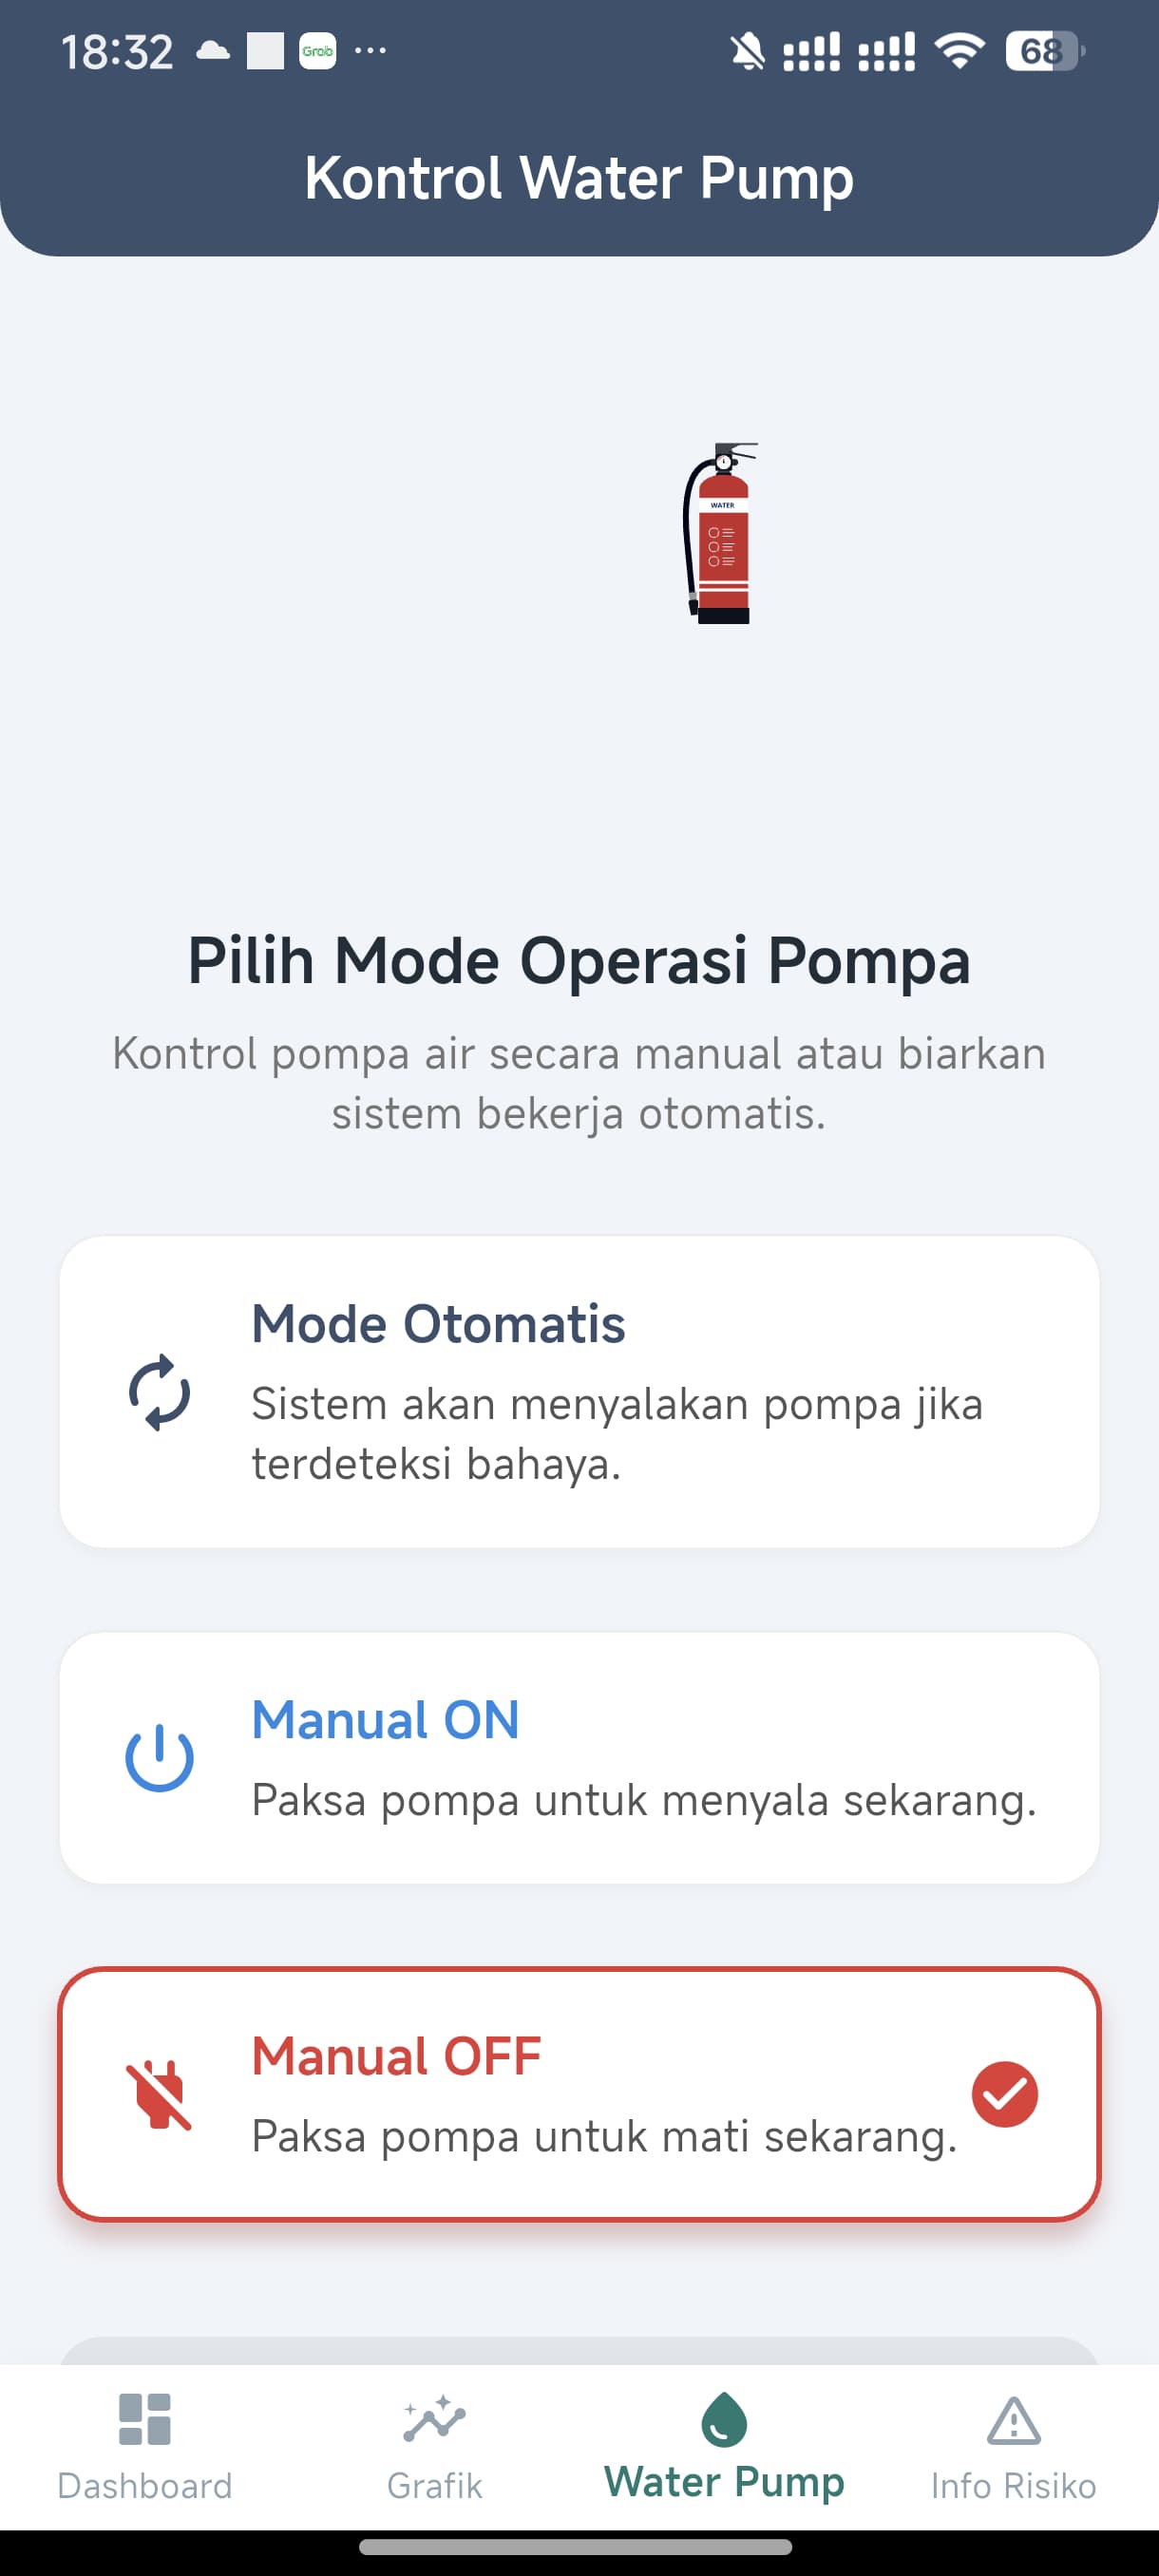 18:32
Grab
68
Kontrol Water Pump
WATER
Pilih Mode Operasi Pompa
Kontrol pompa air secara manual atau biarkan
sistem bekerja otomatis.
Mode Otomatis
Sistem akan menyalakan pompa jika
terdeteksi bahaya.
Manual ON
Paksa pompa untuk menyala sekarang.
Manual OFF
Paksa pompa untuk mati sekarang.
Dashboard
Grafik
Water Pump
Info Risiko